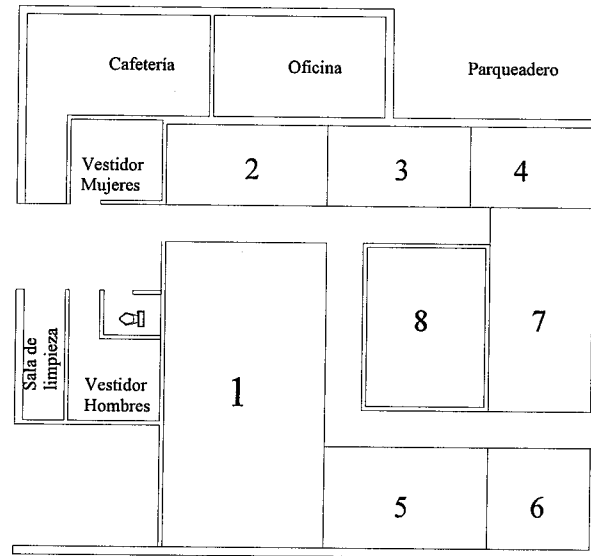 Cafetería
Oficina
Parqueadero
Vestidor
Mujeres
2
3
4
8
7
Sala de
limpieza
Vestidor
Hombres
1
5
6